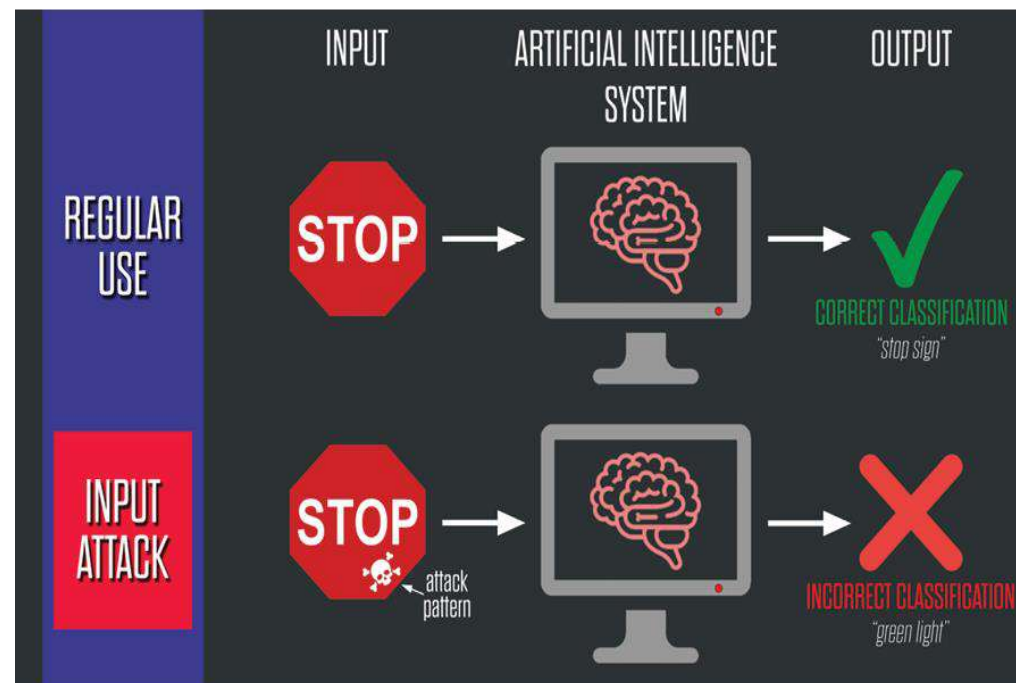 INPUT
ARTIFICIAL INTELLIGENCE
SYSTEM
OUTPUT
REGULAR
USE
STOP
CORRECT CLASSIFICATION
“stop sign”
INPUT
ATTACK
STOP
attack
pattern
INCORRECT CLASSIFICATION
“green light”